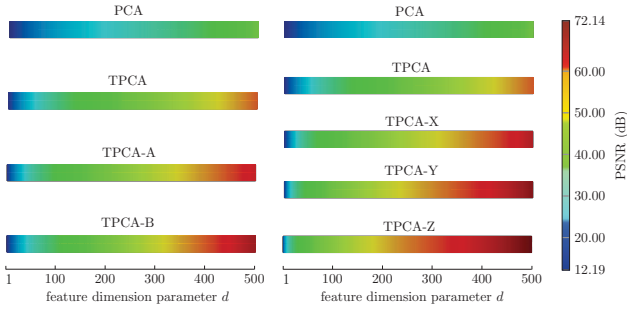 PCA
TPCA
TPCA-A
TPCA-B
1 100 200 300 400 500
feature dimension parameter d
PCA
TPCA
TPCA-X
TPCA-Y
TPCA-Z
1 100 200 300 400 500
feature dimension parameter d
72.14
60.00
50.00
40.00
30.00
20.00
12.19
PSNR (dB)